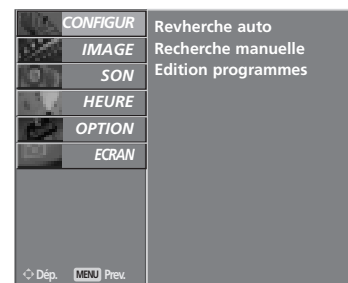 CONFIGUR
IMAGE
SON
HEURE
OPTION
ECRAN
Revherche auto
Recherche manuelle
Edition programmes
Dép. MENU Prev.